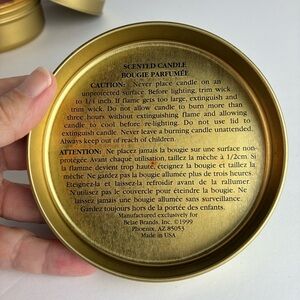 SCENTED CANDLE
BOUGIE PARFUMÉE
CAUTION: Never place candle on an
unprotected surface. Before lighting, trim wick
to 1/4 inch. If flame gets too large, extinguish and
trim wick. Do not allow candle to burn more than
three hours without extinguishing flame and allowing
candle to cool before re-lighting. Do not use lid to
extinguish candle. Never leave a burning candle unattended.
Always keep out of reach of children.
ATTENTION: Ne placez jamais la bougie sur une surface non-
protégée. Avant chaque utilisation, taillez la mèche à 1/2cm. Si
la flamme devient trop haute, éteignez la bougie et taillez la
mèche. Ne gardez pas la bougie allumée plus de trois heures.
Eteignez-la et laissez-la refroidir avant de la rallumer.
N'utilisez pas le couvercle pour éteindre la bougie. Ne
laissez jamais une bougie allumée sans surveillance.
Gardez toujours hors de la portée des enfants.
Manufactured exclusively for
Belae Brands, Inc. ©1999
Phoenix, AZ 85053
Made in USA